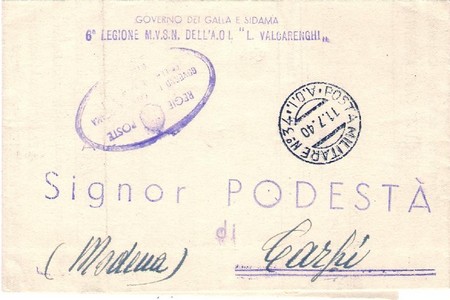 GOVERNO DEI GALLA E SIDAMA
6ª LEGIONE M.V.S.N. DELL'A.O.I. "L. VALCARENGHI"
REGIE POSTE
POSTA MILITARE Nº 34 · A.O.I. ·
11.7.40
Signor PODESTÀ
di
(Modena) Carpi